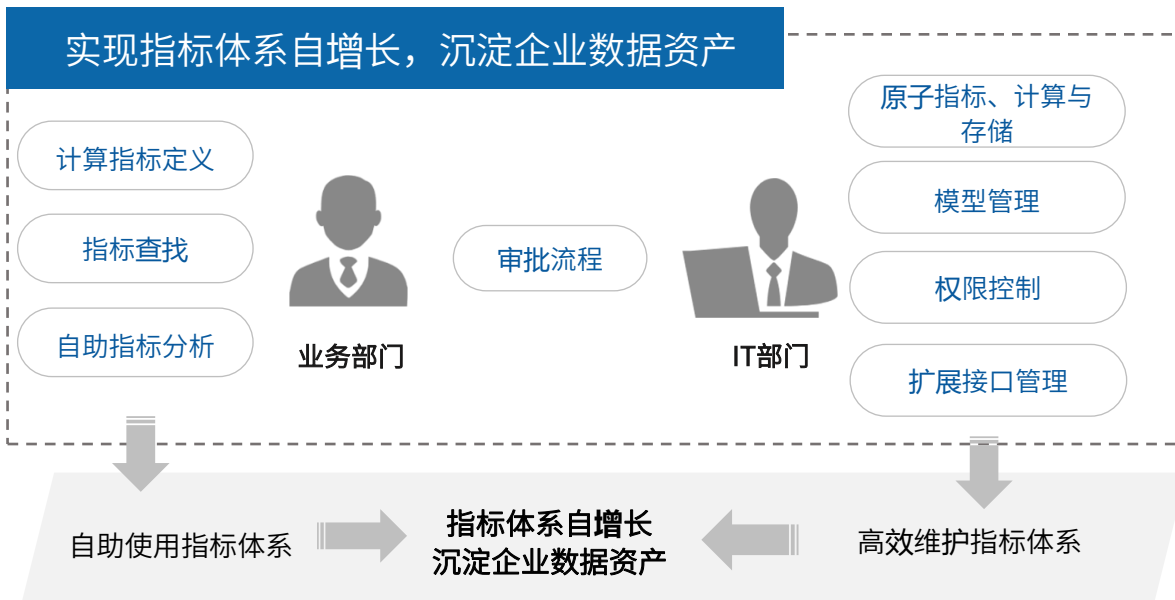 实现指标体系自增长，沉淀企业数据资产
计算指标定义
指标查找
自助指标分析
业务部门
审批流程
IT部门
原子指标、计算与
存储
模型管理
权限控制
扩展接口管理
自助使用指标体系
指标体系自增长
沉淀企业数据资产
高效维护指标体系